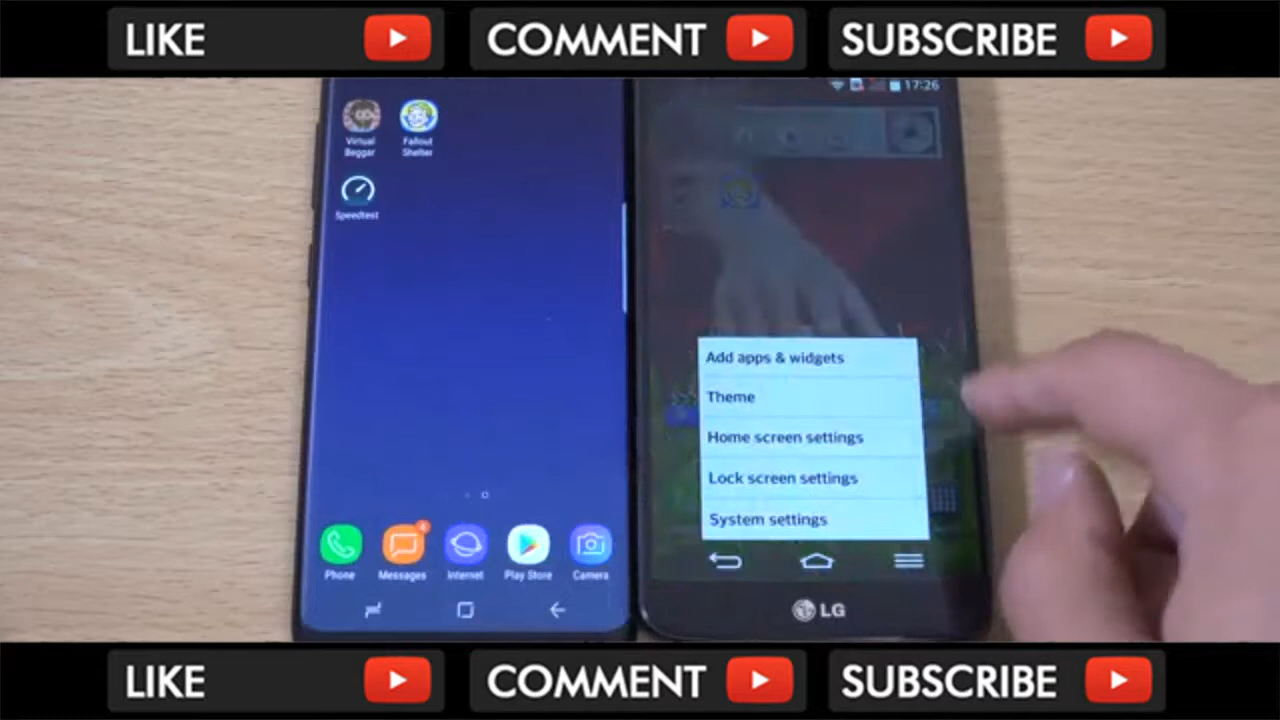 LIKE
COMMENT
SUBSCRIBE
17:26
Virtual
Beggar
Fallout
Shelter
Speedtest
Add apps & widgets
Theme
Home screen settings
Lock screen settings
System settings
4
Phone
Messages
Internet
Play Store
Camera
LG
LIKE
COMMENT
SUBSCRIBE